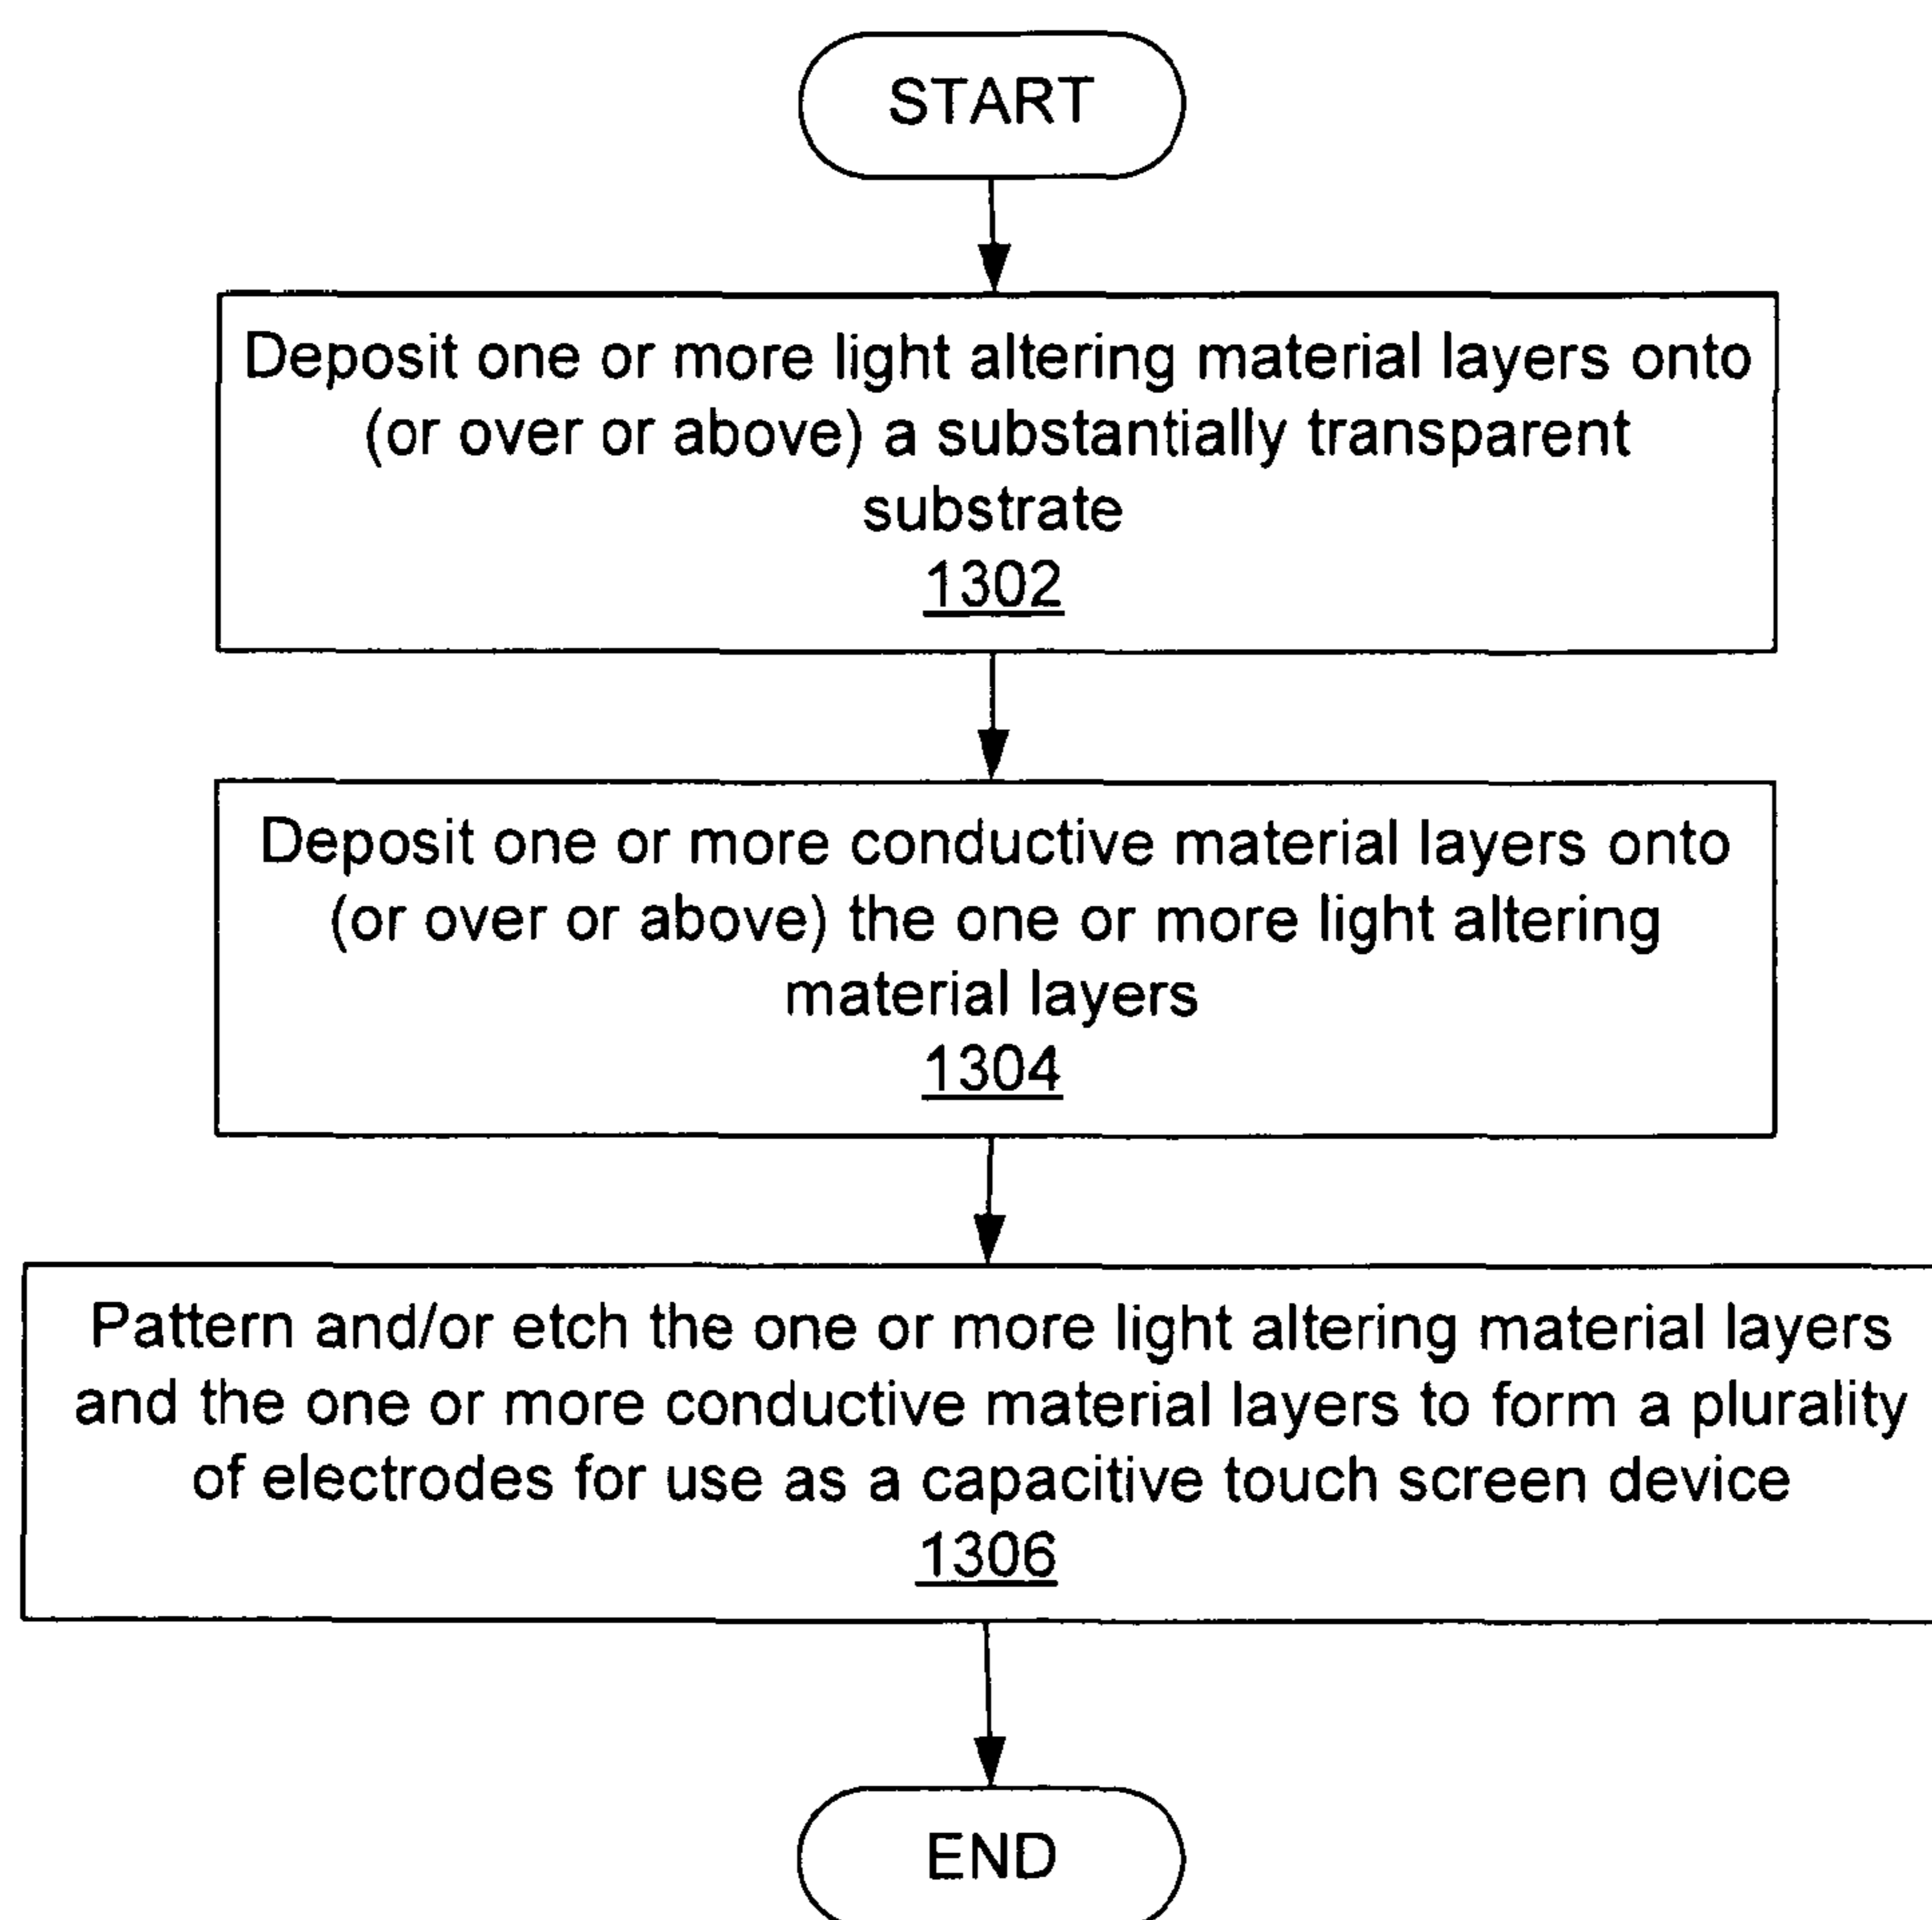 START
Deposit one or more light altering material layers onto
(or over or above) a substantially transparent
substrate
1302
Deposit one or more conductive material layers onto
(or over or above) the one or more light altering
material layers
1304
Pattern and/or etch the one or more light altering material layers
and the one or more conductive material layers to form a plurality
of electrodes for use as a capacitive touch screen device
1306
END